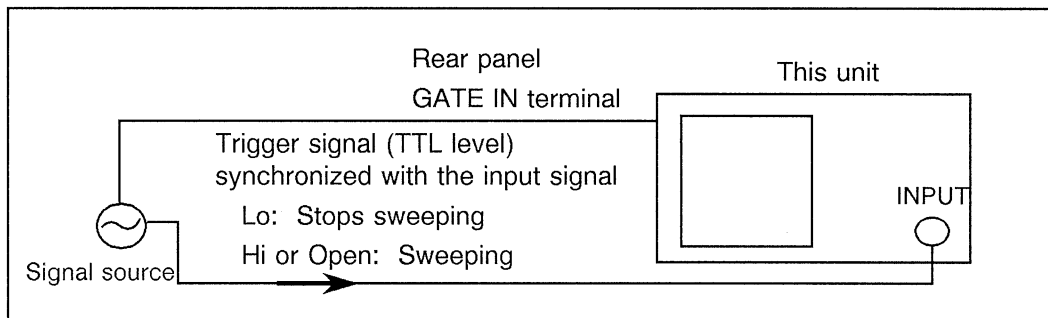 Rear panel
GATE IN terminal
This unit
Trigger signal (TTL level)
synchronized with the input signal
Lo: Stops sweeping
Hi or Open: Sweeping
INPUT
Signal source